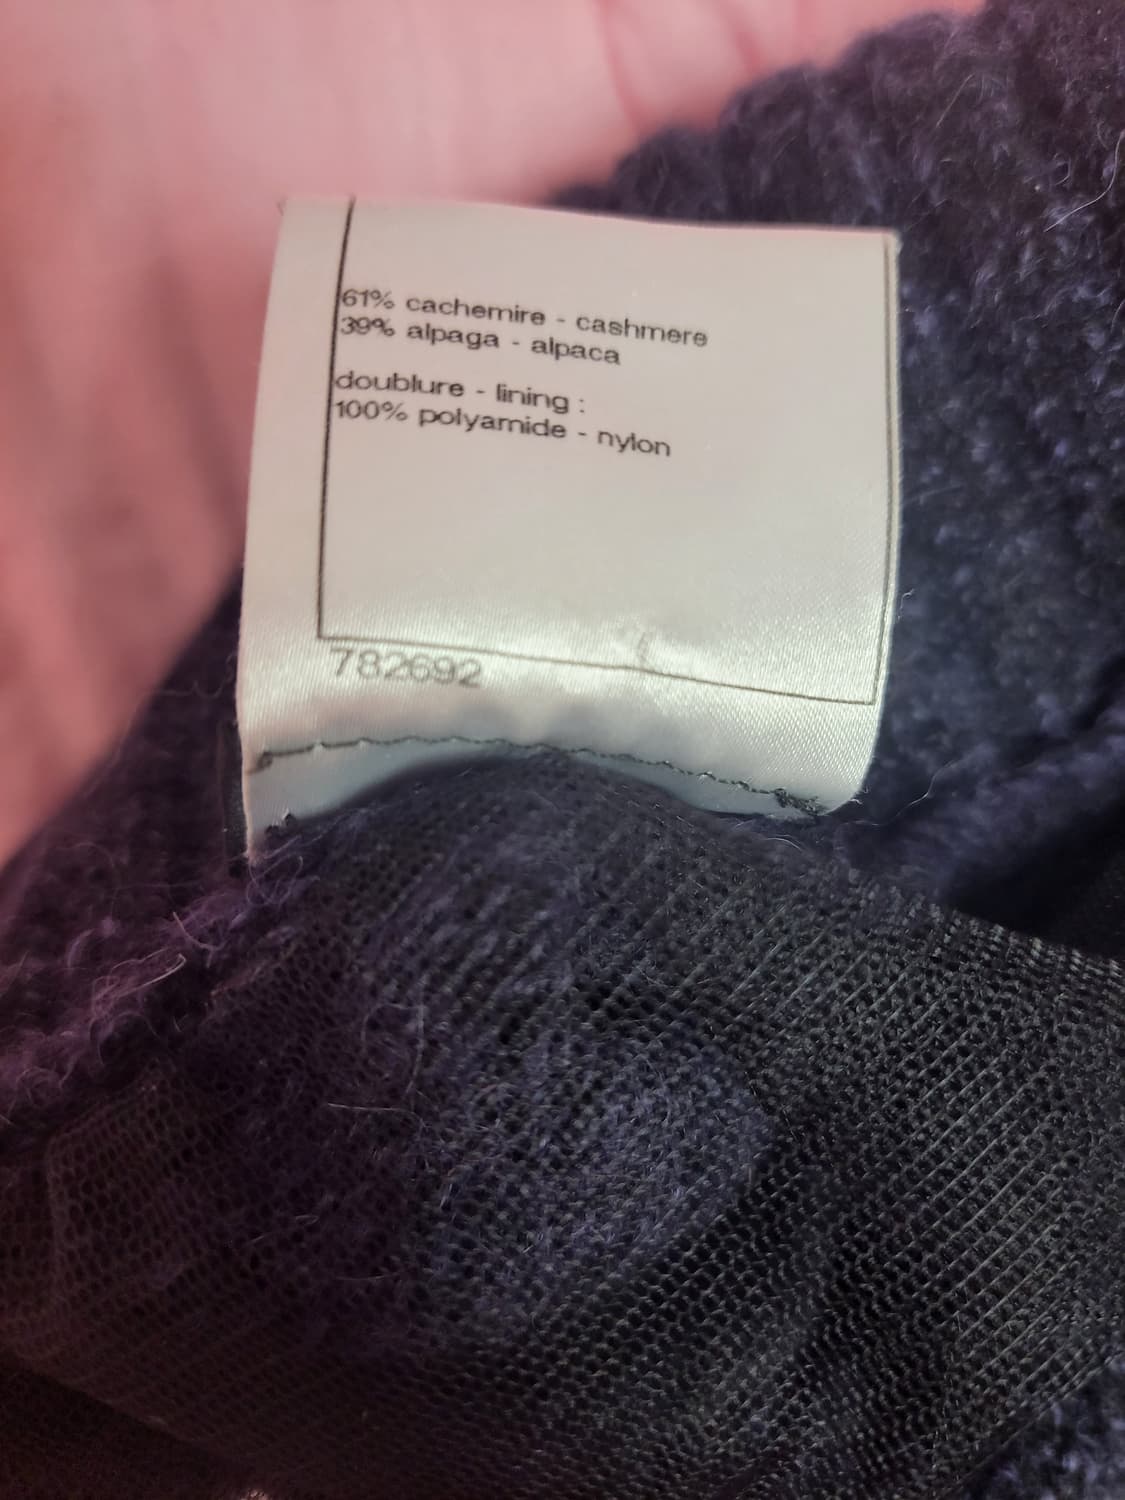 61% cachemire - cashmere
39% alpaga - alpaca
doublure - lining :
100% polyamide - nylon
782692